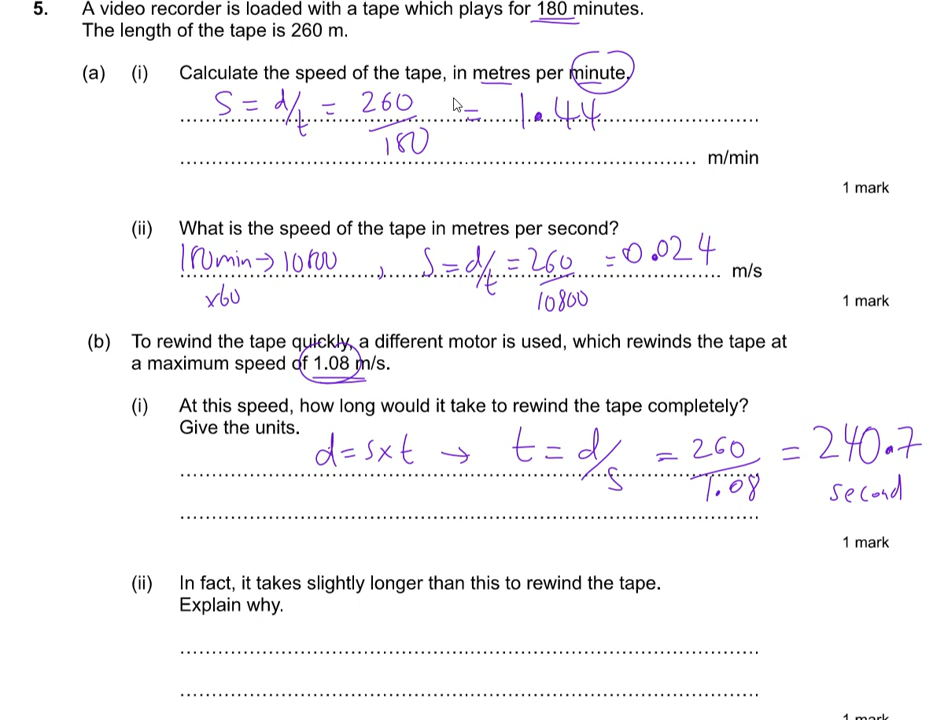 5. A video recorder is loaded with a tape which plays for 180 minutes.
The length of the tape is 260 m.
(a) (i) Calculate the speed of the tape, in metres per minute.
S = d/t = 260/180 = 1.44
m/min
1 mark
(ii) What is the speed of the tape in metres per second?
180min → 10800 , S = d/t = 260/10800 = 0.024 m/s
x60
1 mark
(b) To rewind the tape quickly, a different motor is used, which rewinds the tape at
a maximum speed of 1.08 m/s.
(i) At this speed, how long would it take to rewind the tape completely?
Give the units.
d = s x t → t = d/s = 260/1.08 = 240.7
second
1 mark
(ii) In fact, it takes slightly longer than this to rewind the tape.
Explain why.
1 mark